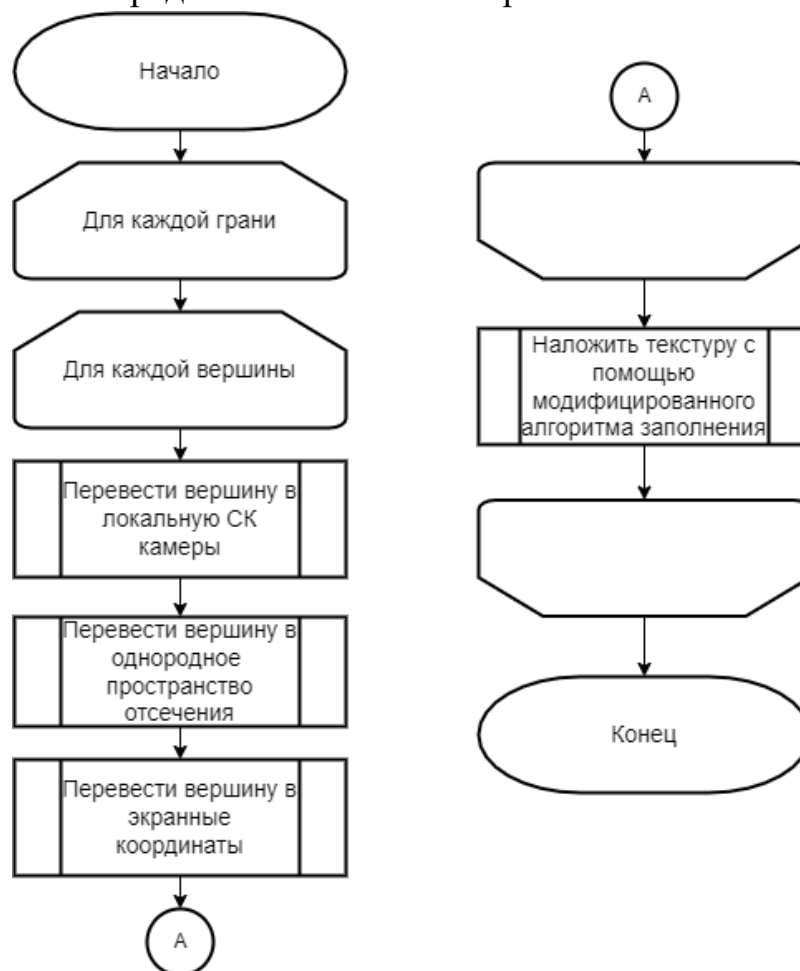 Начало
Для каждой грани
Для каждой вершины
Перевести вершину в
локальную СК
камеры
Перевести вершину в
однородное
пространство
отсечения
Перевести вершину в
экранные
координаты
А
А
Наложить текстуру с
помощью
модифицированного
алгоритма заполнения
Конец